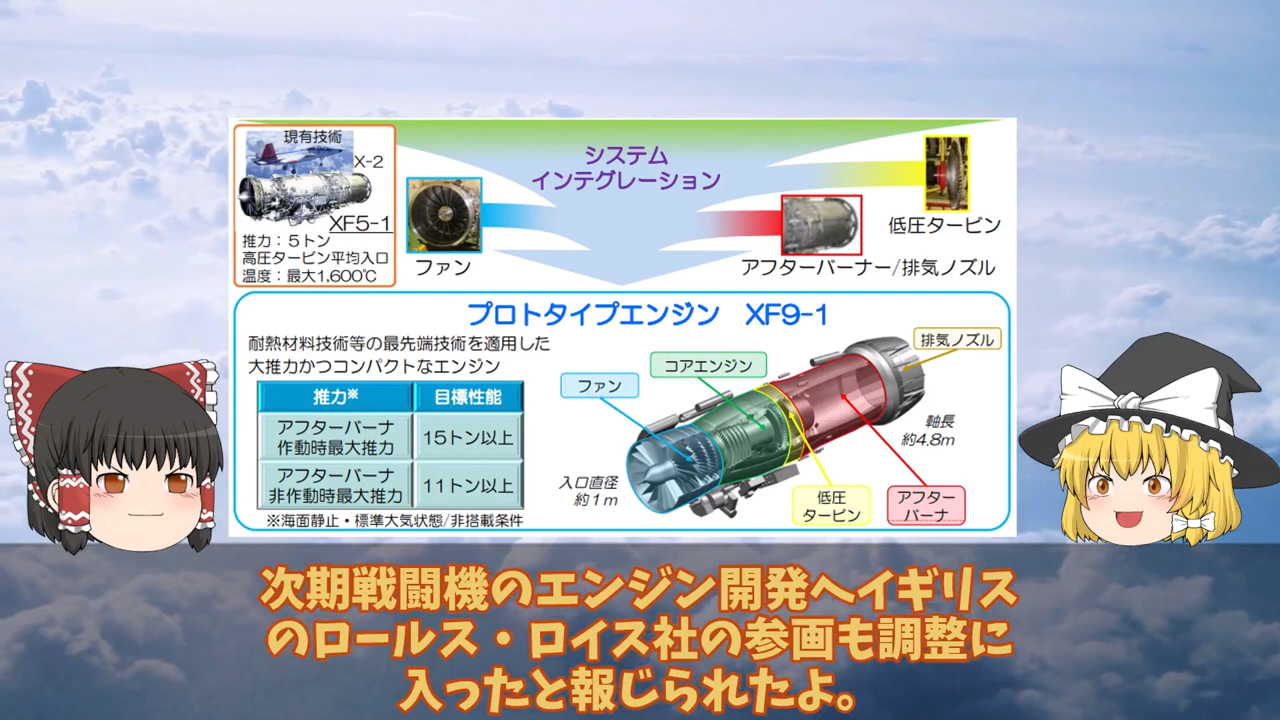 現有技術
X-2
XF5-1
推力：５トン
高圧タービン平均入口
温度：最大1,600℃
ファン
システム
インテグレーション
アフターバーナー/排気ノズル
低圧タービン
プロトタイプエンジン　XF9-1
耐熱材料技術等の最先端技術を適用した
大推力かつコンパクトなエンジン
推力※
目標性能
アフターバーナ
作動時最大推力
15トン以上
アフターバーナ
非作動時最大推力
11トン以上
※海面静止・標準大気状態/非搭載条件
ファン
コアエンジン
排気ノズル
軸長
約4.8m
入口直径
約１ｍ
低圧
タービン
アフター
バーナ
次期戦闘機のエンジン開発へイギリス
のロールス・ロイス社の参画も調整に
入ったと報じられたよ。